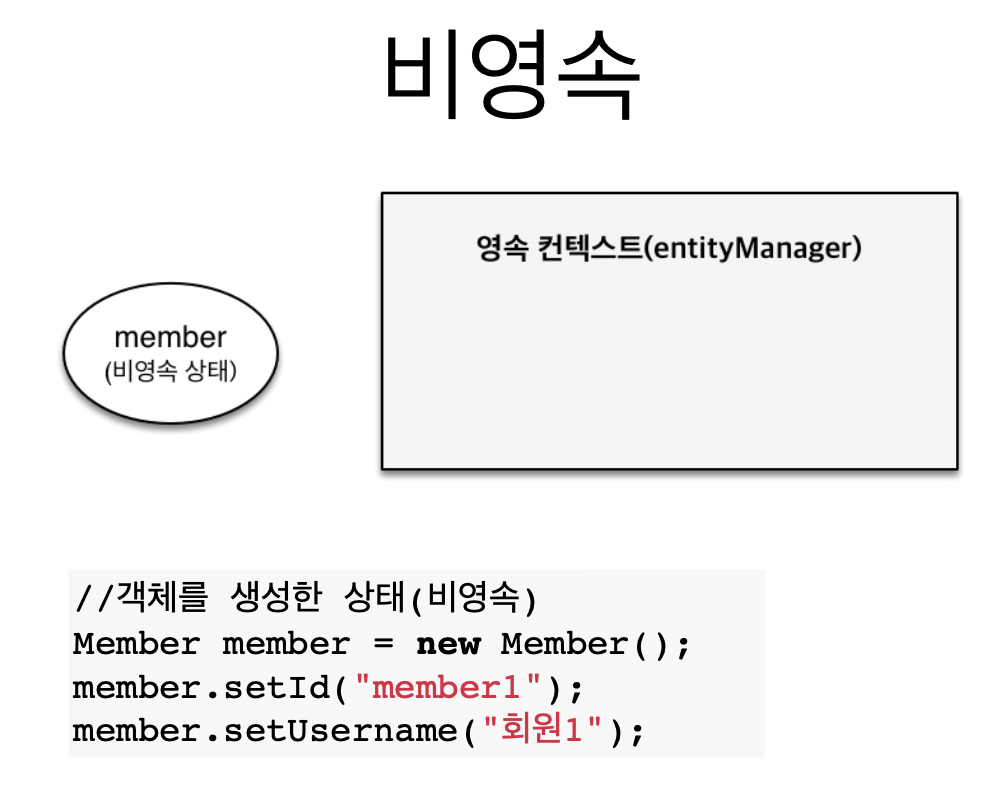 비영속
영속 컨텍스트(entityManager)
member
(비영속 상태)
//객체를 생성한 상태(비영속)
Member member = new Member();
member.setId("member1");
member.setUsername("회원1");